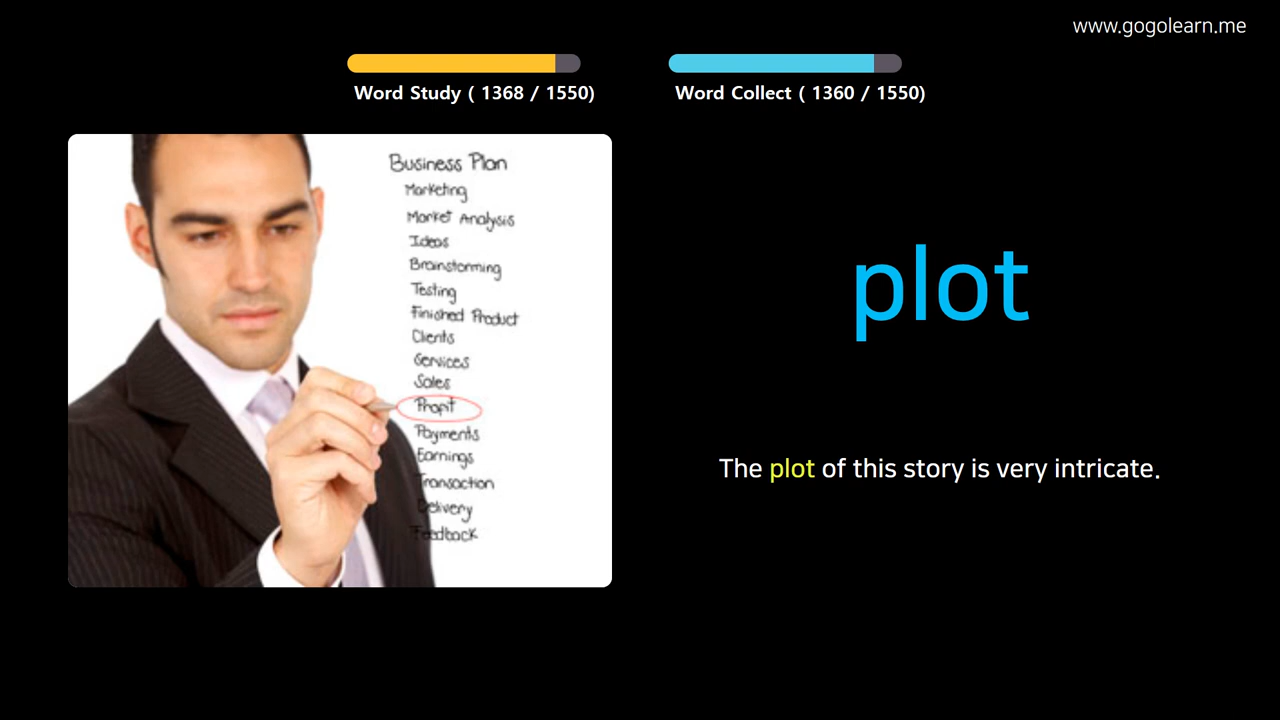 www.gogolearn.me
Word Study ( 1368 / 1550)
Word Collect ( 1360 / 1550)
Business Plan
Marketing
Market Analysis
Ideas
Brainstorming
Testing
Finished Product
Clients
Services
Sales
Profit
Payments
Earnings
Transaction
Delivery
Feedback
plot
The plot of this story is very intricate.